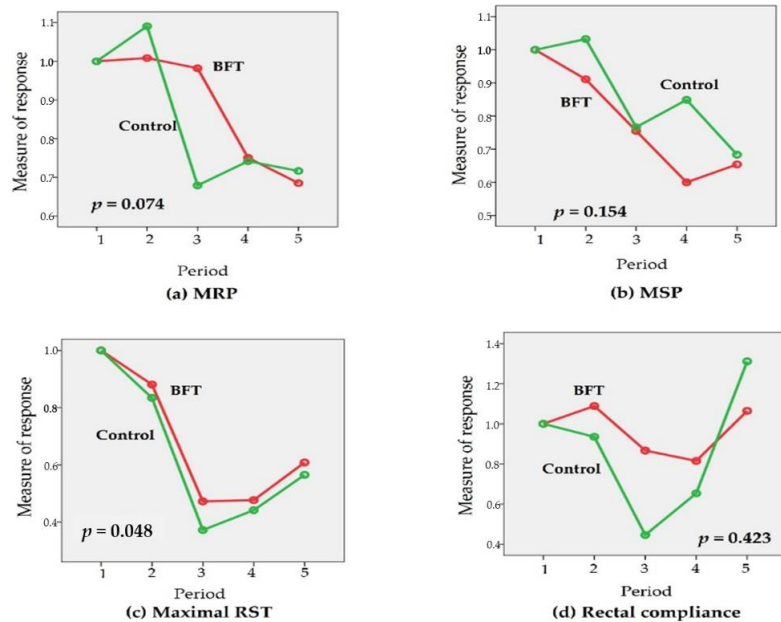 Measure of response
1.1
1.0
0.9
0.8
0.7
0.6
BFT
Control
p = 0.074
1 2 3 4 5
Period
(a) MRP
Measure of response
1.1
1.0
0.9
0.8
0.7
0.6
0.5
Control
BFT
p = 0.154
1 2 3 4 5
Period
(b) MSP
Measure of response
1.0
0.8
0.6
0.4
BFT
Control
p = 0.048
1 2 3 4 5
Period
(c) Maximal RST
Measure of response
1.4
1.2
1.0
0.8
0.6
0.4
BFT
Control
p = 0.423
1 2 3 4 5
Period
(d) Rectal compliance